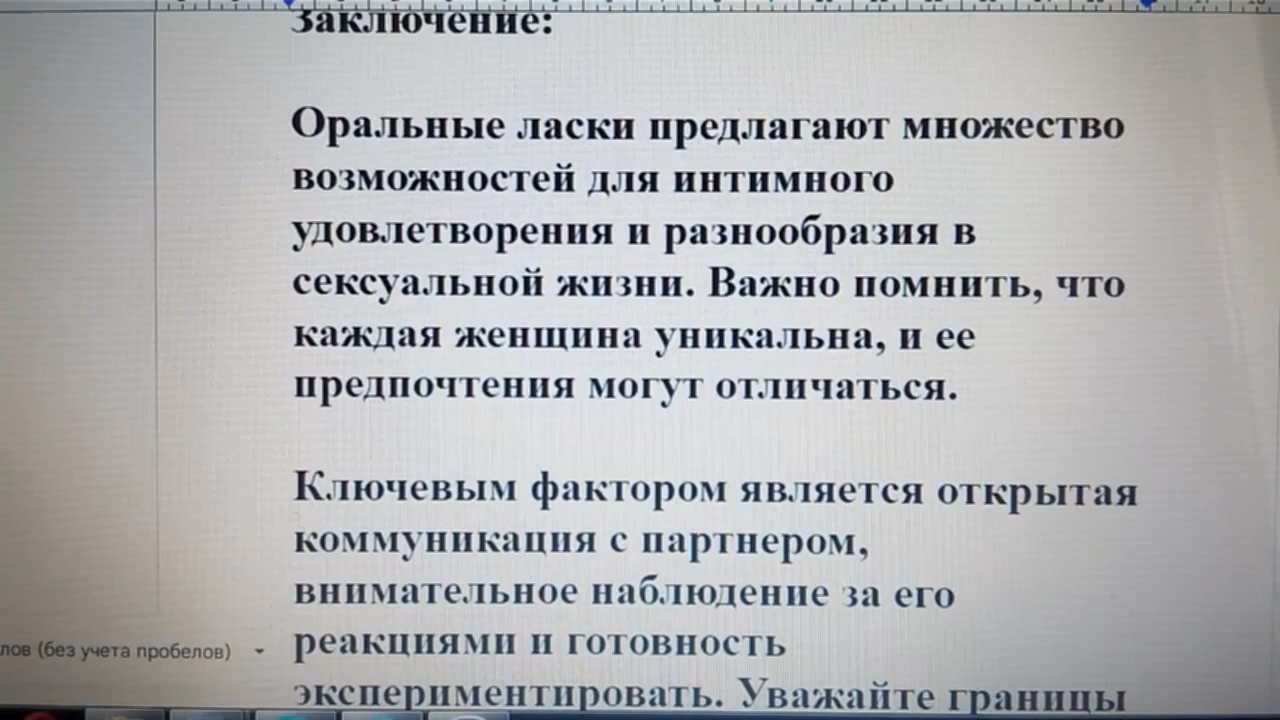 Заключение:
Оральные ласки предлагают множество
возможностей для интимного
удовлетворения и разнообразия в
сексуальной жизни. Важно помнить, что
каждая женщина уникальна, и ее
предпочтения могут отличаться.
Ключевым фактором является открытая
коммуникация с партнером,
внимательное наблюдение за его
реакциями и готовность
лов (без учета пробелов)
экспериментировать. Уважайте границы